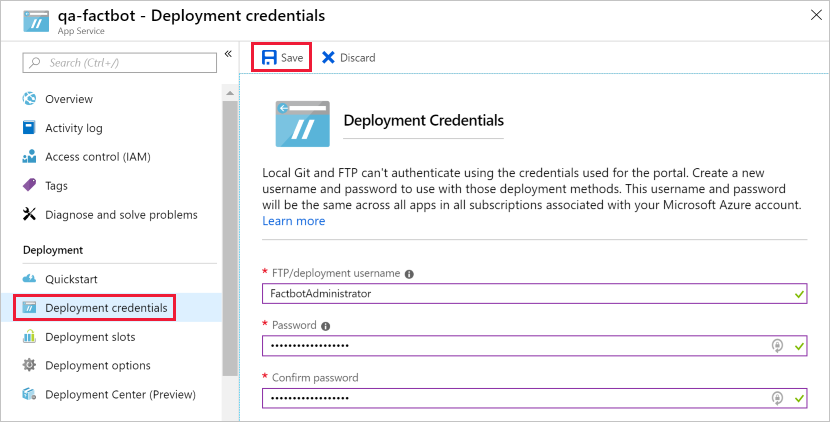 qa-factbot - Deployment credentials
App Service
Search (Ctrl+/)
«
Overview
Activity log
Access control (IAM)
Tags
Diagnose and solve problems
Deployment
Quickstart
Deployment credentials
Deployment slots
Deployment options
Deployment Center (Preview)
Save Discard
Deployment Credentials
Local Git and FTP can't authenticate using the credentials used for the portal. Create a new
username and password to use with those deployment methods. This username and password
will be the same across all apps in all subscriptions associated with your Microsoft Azure account.
Learn more
* FTP/deployment username
FactbotAdministrator
* Password
•••••••••••••••••
* Confirm password
•••••••••••••••••